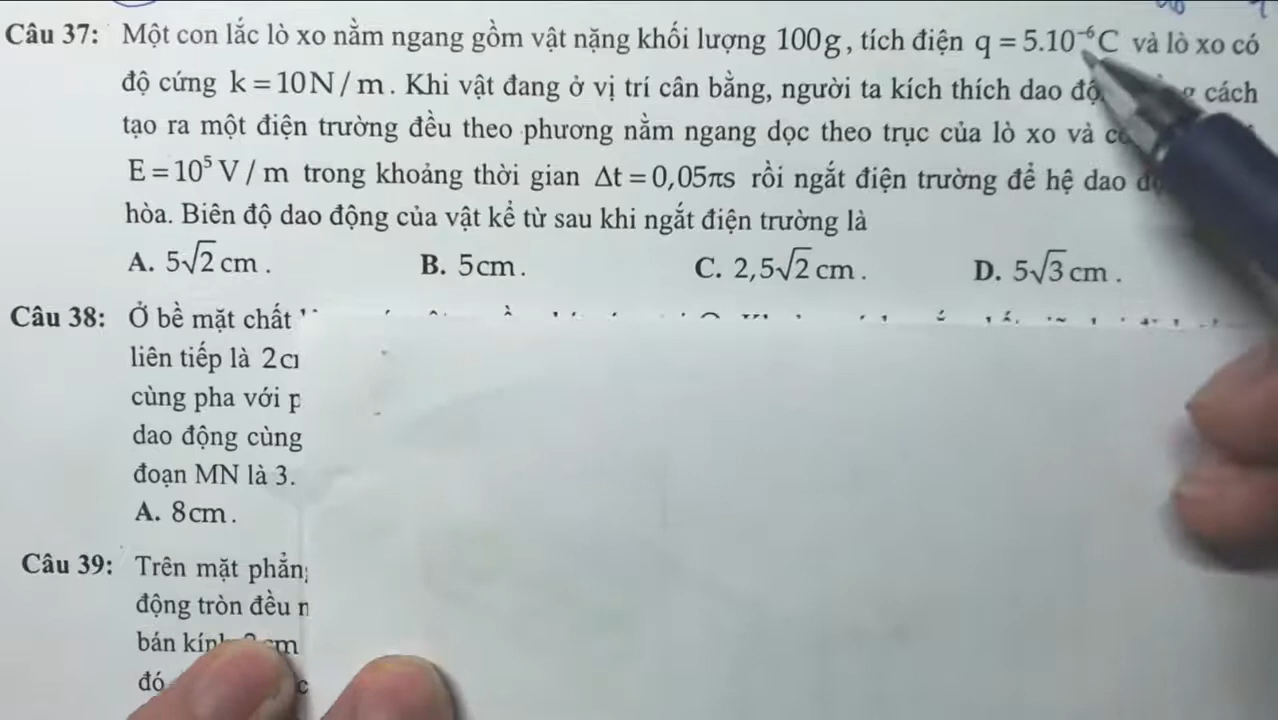 Câu 37: Một con lắc lò xo nằm ngang gồm vật nặng khối lượng 100g, tích điện q = 5.10⁻⁶C và lò xo có
độ cứng k = 10N/m. Khi vật đang ở vị trí cân bằng, người ta kích thích dao cách
tạo ra một điện trường đều theo phương nằm ngang dọc theo trục của lò xo và
E = 10⁵ V/m trong khoảng thời gian Δt = 0,05πs rồi ngắt điện trường để hệ dao
hòa. Biên độ dao động của vật kể từ sau khi ngắt điện trường là
A. 5√2 cm. B. 5cm. C. 2,5√2 cm. D. 5√3 cm.
Câu 38: Ở bề mặt chất
liên tiếp là
cùng pha với
dao động cùng
đoạn MN là 3.
A. 8cm.
Câu 39: Trên mặt
động tròn đều
bán
đó